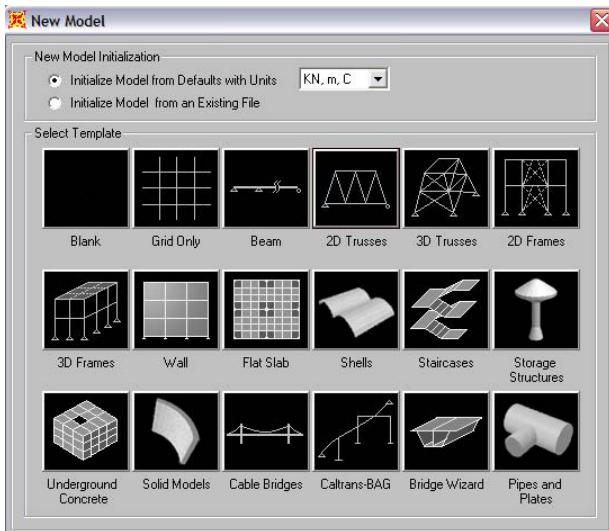 New Model
New Model Initialization
Initialize Model from Defaults with Units
KN, m, C
Initialize Model from an Existing File
Select Template
Blank
Grid Only
Beam
2D Trusses
3D Trusses
2D Frames
3D Frames
Wall
Flat Slab
Shells
Staircases
Storage
Structures
Underground
Concrete
Solid Models
Cable Bridges
Caltrans-BAG
Bridge Wizard
Pipes and
Plates